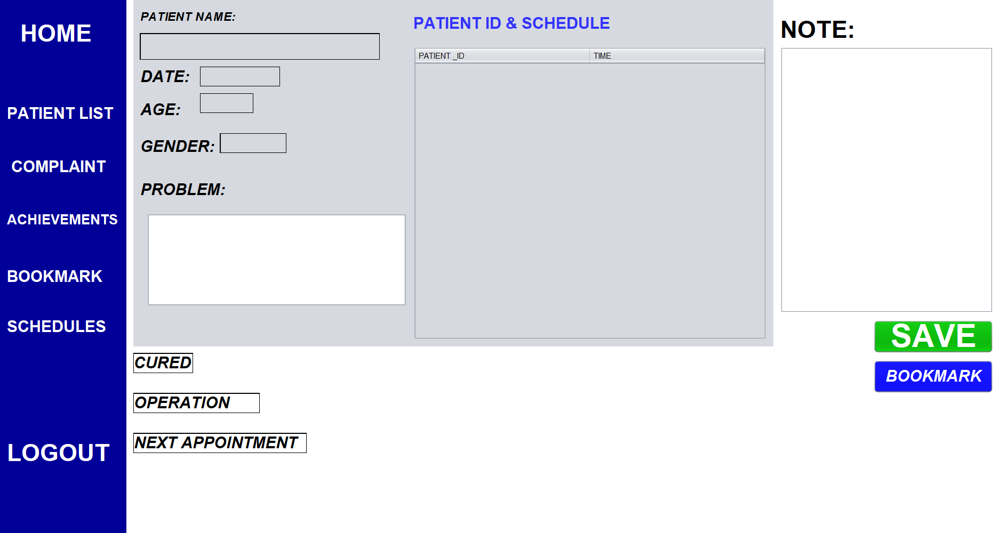 HOME
PATIENT LIST
COMPLAINT
ACHIEVEMENTS
BOOKMARK
SCHEDULES
LOGOUT
PATIENT NAME:
DATE:
AGE:
GENDER:
PROBLEM:
PATIENT ID & SCHEDULE
PATIENT _ID TIME
CURED
OPERATION
NEXT APPOINTMENT
NOTE:
SAVE
BOOKMARK